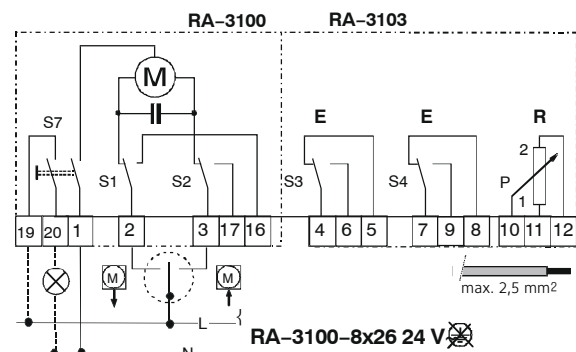 RA–3100 RA–3103
M
S7
E E R
S1 S2 S3 S4 P 2
1
19 20 1 2 3 17 16 4 6 5 7 9 8 10 11 12
M M
max. 2,5 mm²
L
RA–3100–8x26 24 V